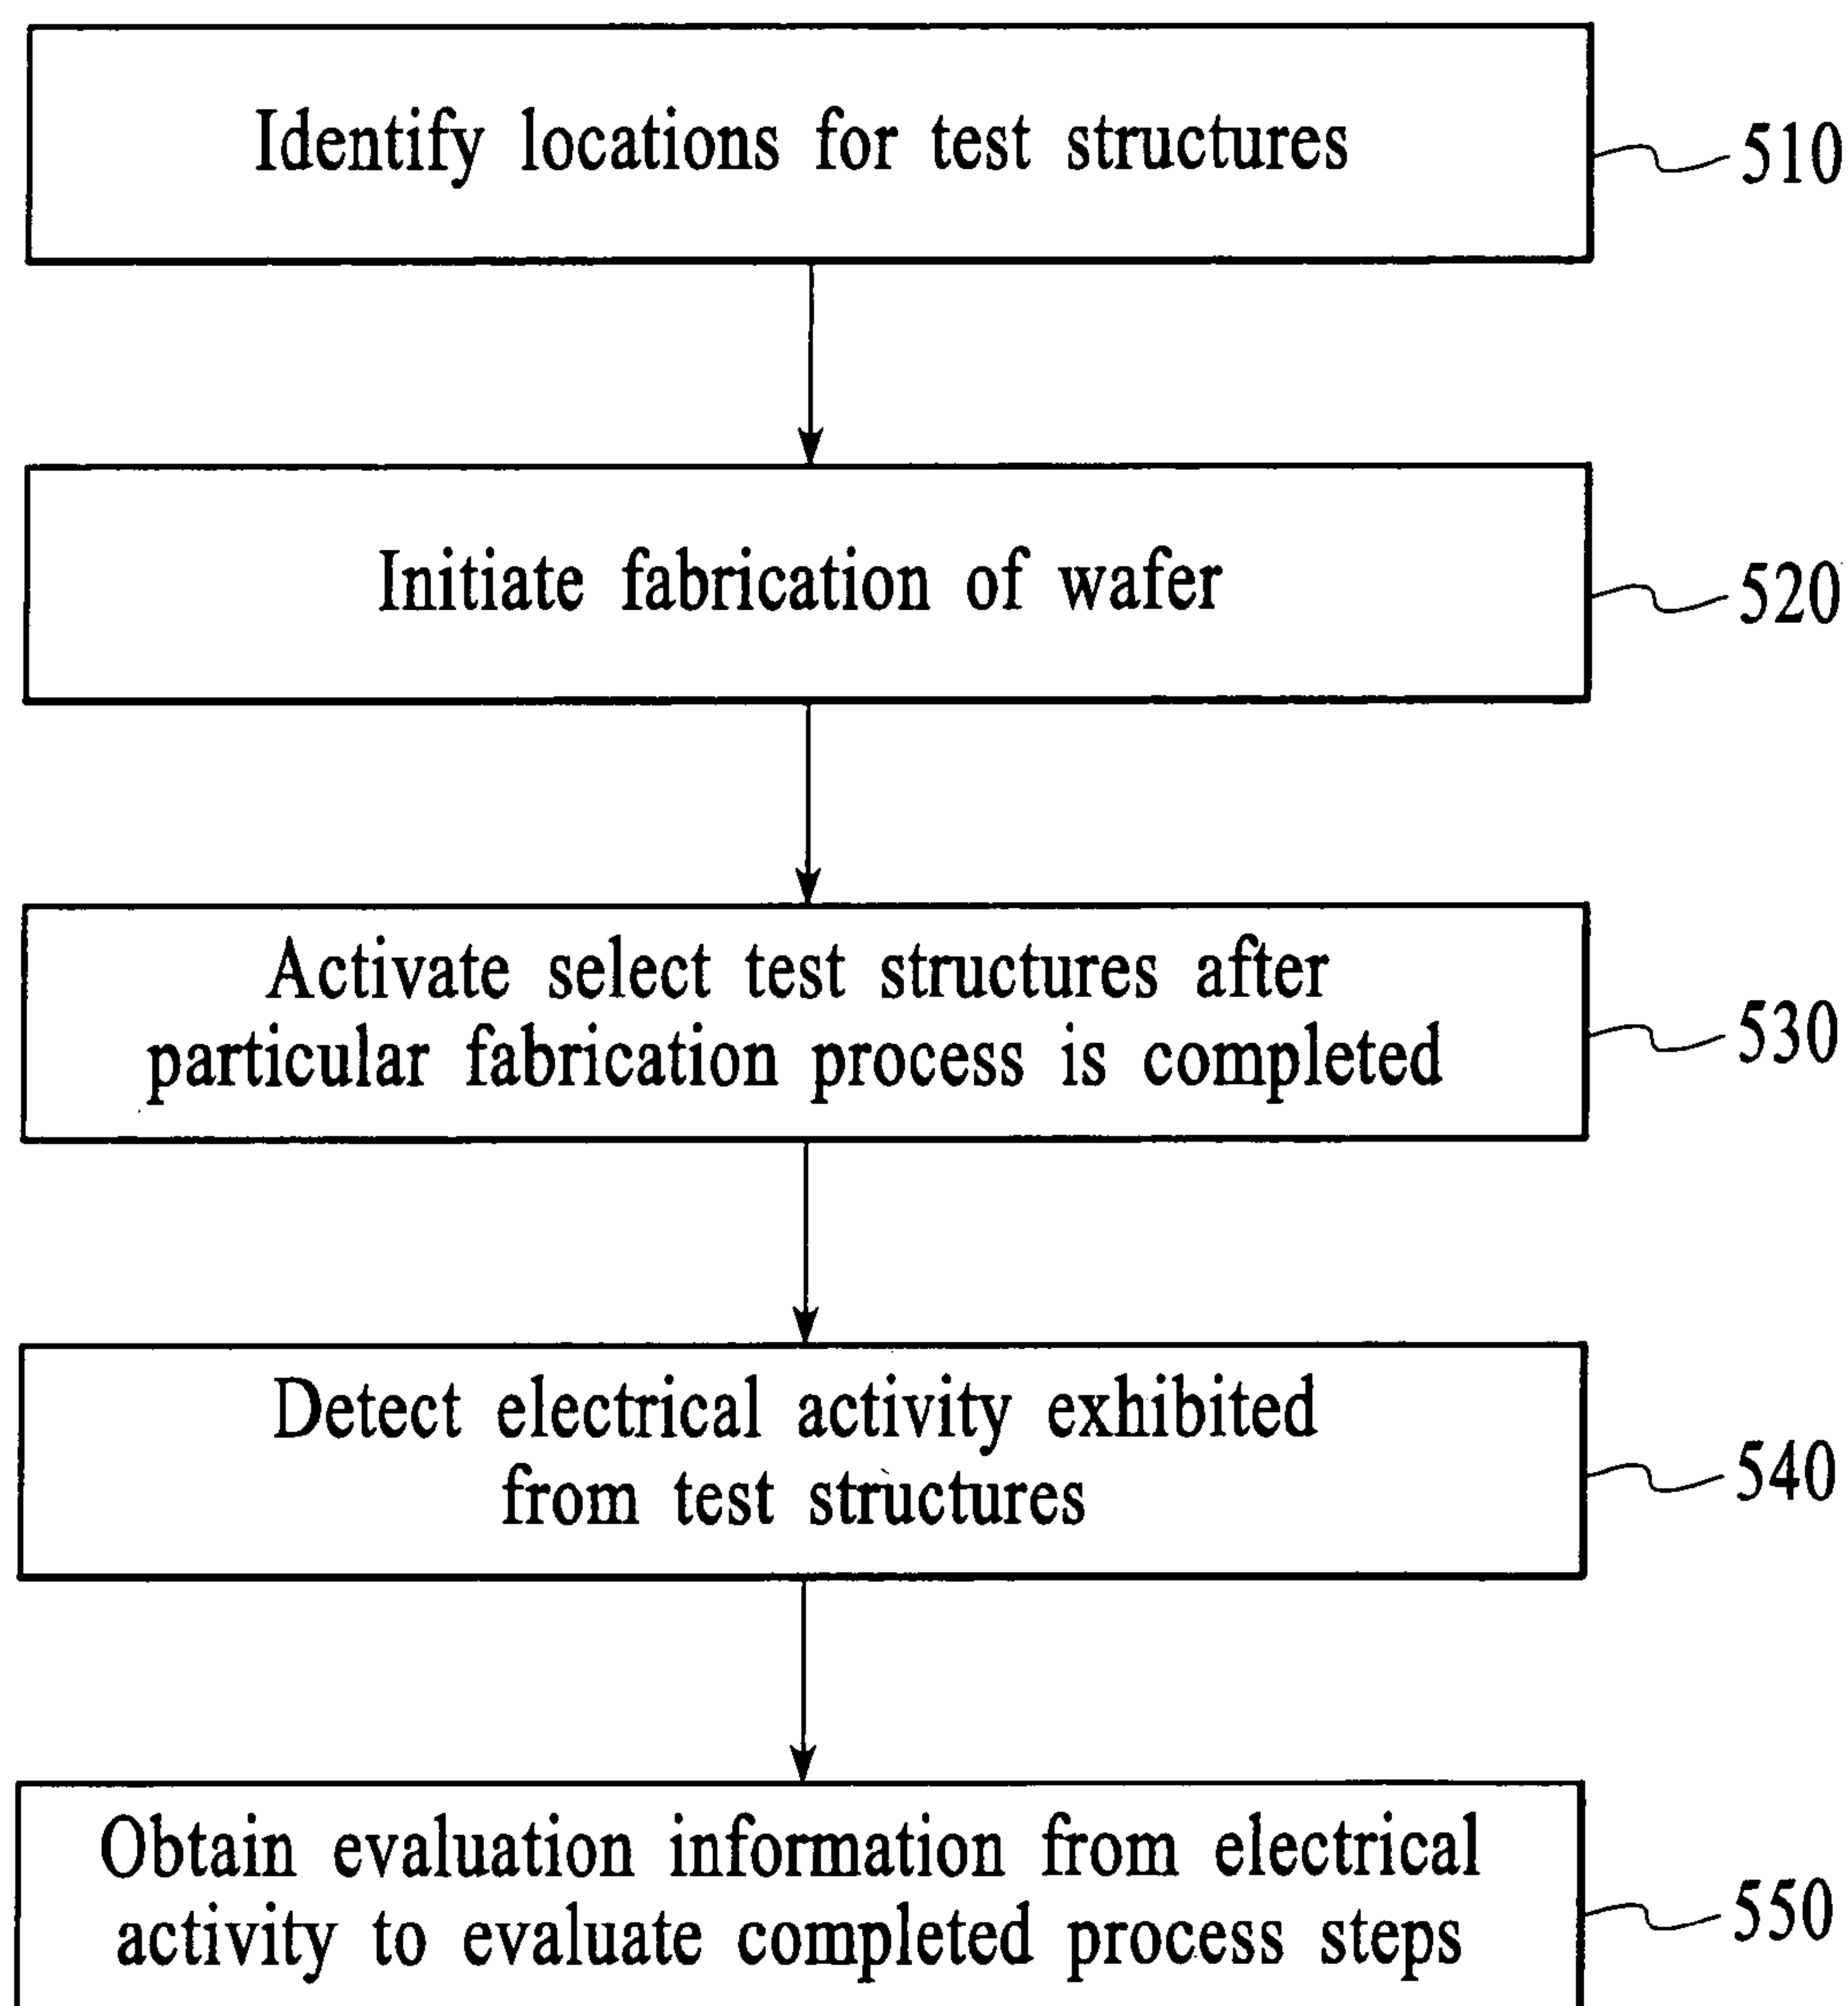 Identify locations for test structures
510
Initiate fabrication of wafer
520
Activate select test structures after
particular fabrication process is completed
530
Detect electrical activity exhibited
from test structures
540
Obtain evaluation information from electrical
activity to evaluate completed process steps
550